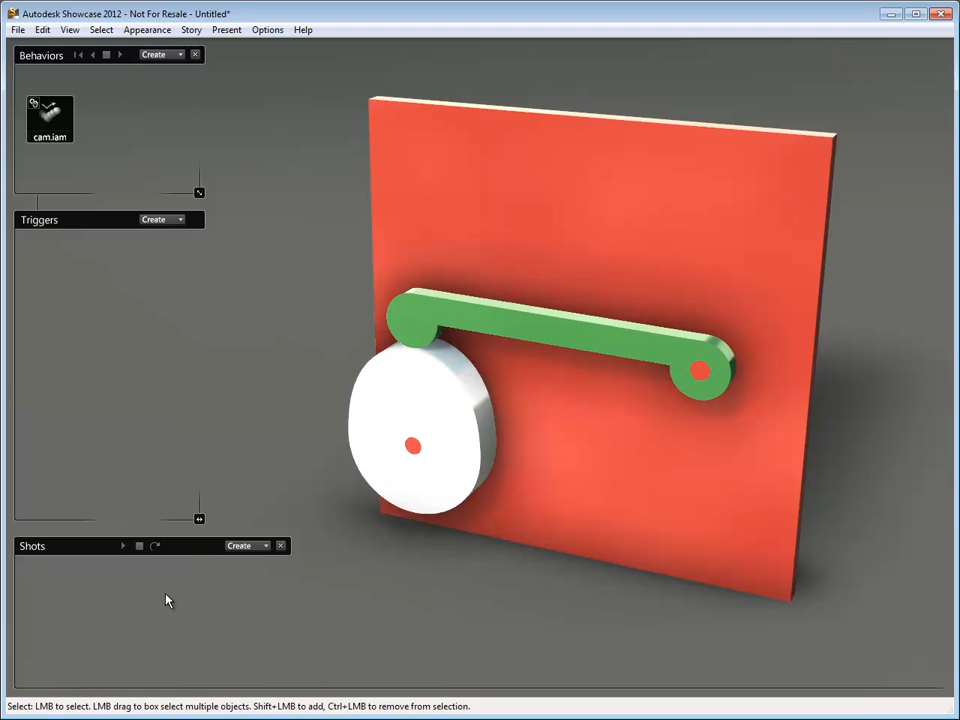 Autodesk Showcase 2012 - Not For Resale - Untitled*
File Edit View Select Appearance Story Present Options Help
Behaviors Create
cam.iam
Triggers Create
Shots Create
Select: LMB to select. LMB drag to box select multiple objects. Shift+LMB to add, Ctrl+LMB to remove from selection.